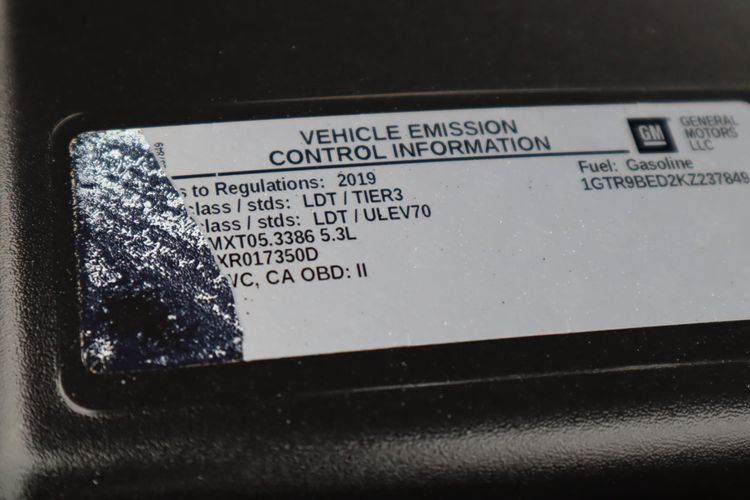 VEHICLE EMISSION
CONTROL INFORMATION
GM
GENERAL
MOTORS
LLC
s to Regulations: 2019
class / stds: LDT / TIER3
class / stds: LDT / ULEV70
MXT05.3386 5.3L
XR017350D
WC, CA OBD: II
Fuel: Gasoline
1GTR9BED2KZ237849